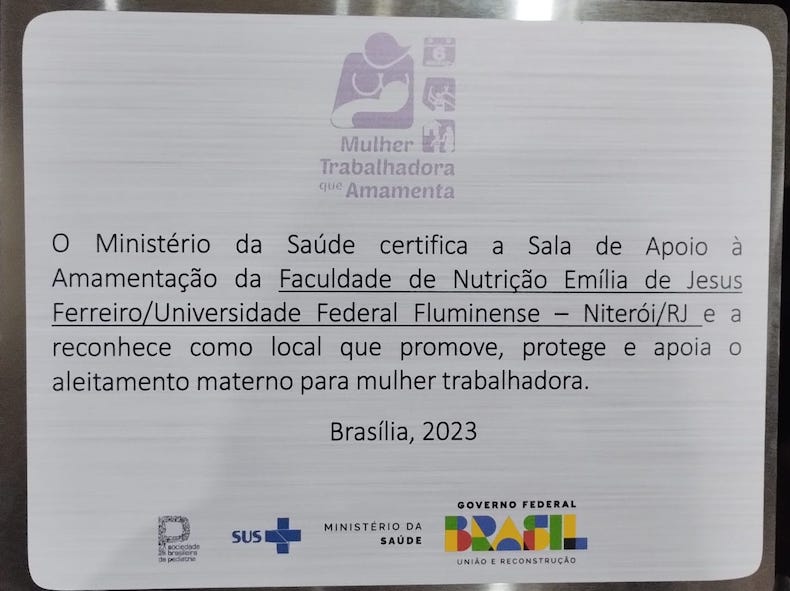 Mulher
Trabalhadora
que Amamenta
O Ministério da Saúde certifica a Sala de Apoio à
Amamentação da Faculdade de Nutrição Emília de Jesus
Ferreiro/Universidade Federal Fluminense – Niterói/RJ e a
reconhece como local que promove, protege e apoia o
aleitamento materno para mulher trabalhadora.
Brasília, 2023
sociedade
brasileira
de pediatria
SUS
MINISTÉRIO DA
SAÚDE
GOVERNO FEDERAL
BRASIL
UNIÃO E RECONSTRUÇÃO